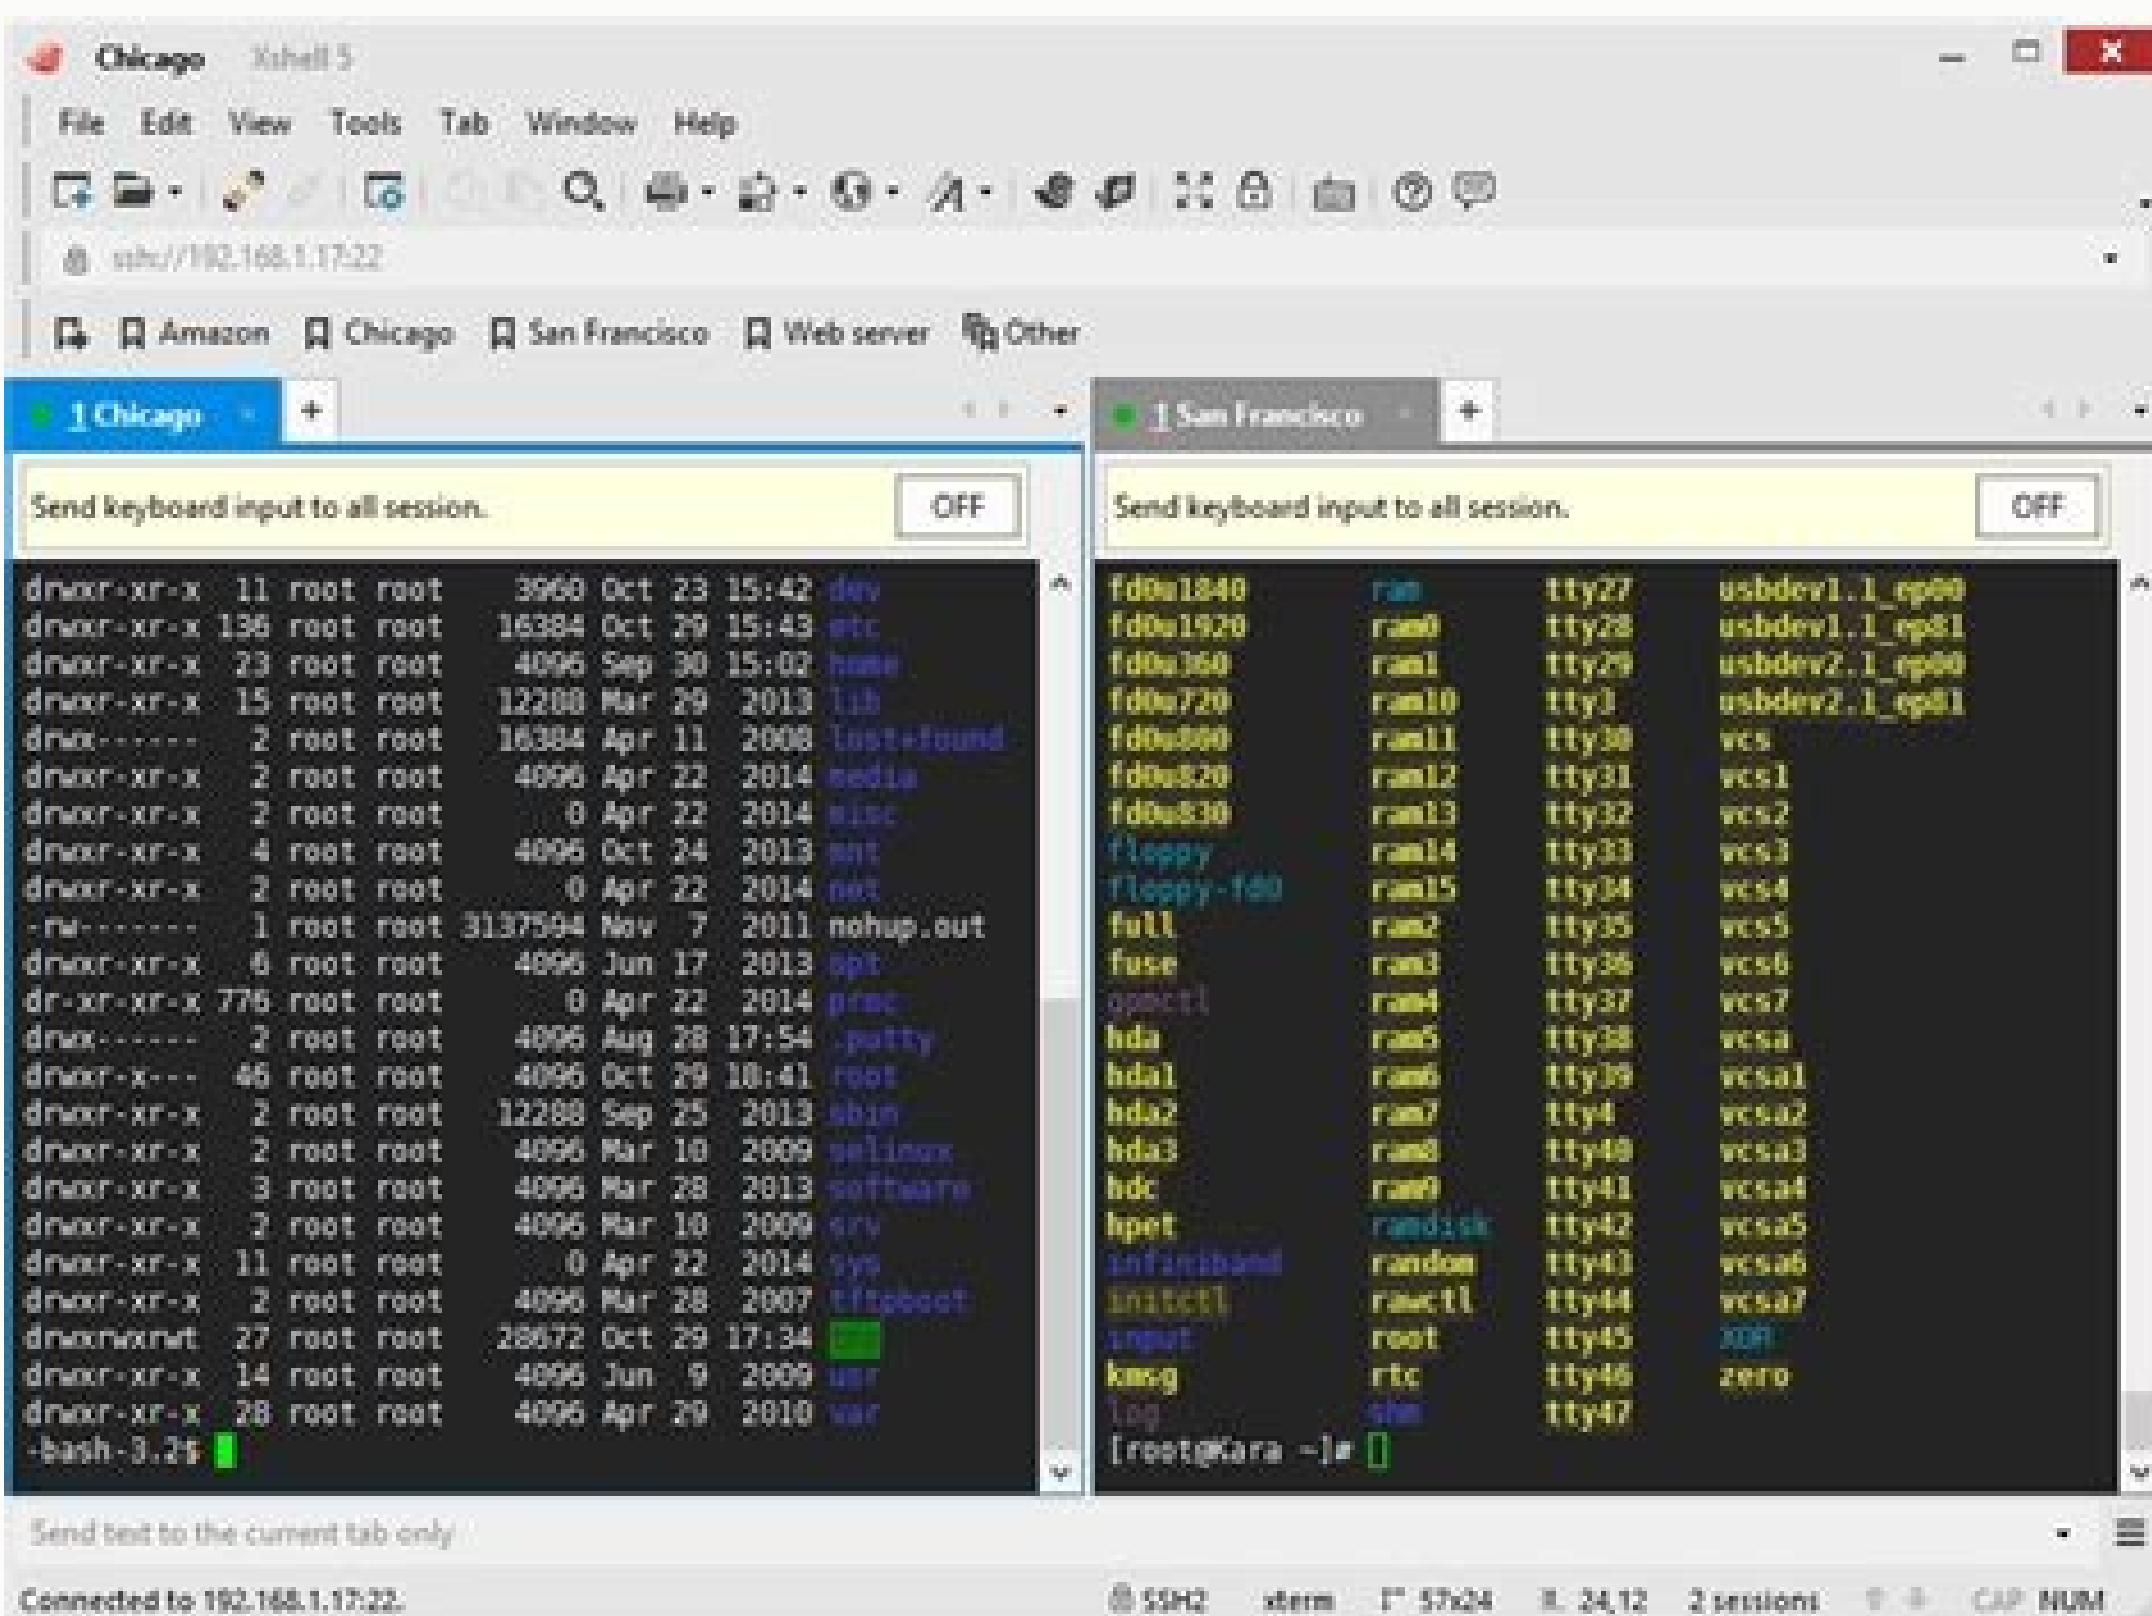 Chicago Xshell 5
File Edit View Tools Tab Window Help
ssh://192.168.1.17:22
Amazon Chicago San Francisco Web server Other
1 Chicago +
Send keyboard input to all session. OFF
drwxr-xr-x 11 root root 3960 Oct 23 15:42 dev
drwxr-xr-x 136 root root 16384 Oct 29 15:43 etc
drwxr-xr-x 23 root root 4096 Sep 30 15:02 home
drwxr-xr-x 15 root root 12288 Mar 29 2013 lib
drwx------ 2 root root 16384 Apr 11 2008 lost+found
drwxr-xr-x 2 root root 4096 Apr 22 2014 media
drwxr-xr-x 2 root root 0 Apr 22 2014 misc
drwxr-xr-x 4 root root 4096 Oct 24 2013 mnt
drwxr-xr-x 2 root root 0 Apr 22 2014 net
-rw------- 1 root root 3137594 Nov 7 2011 nohup.out
drwxr-xr-x 6 root root 4096 Jun 17 2013 opt
dr-xr-xr-x 776 root root 0 Apr 22 2014 proc
drwx------ 2 root root 4096 Aug 28 17:54 .putty
drwxr-x--- 46 root root 4096 Oct 29 18:41 root
drwxr-xr-x 2 root root 12288 Sep 25 2013 sbin
drwxr-xr-x 2 root root 4096 Mar 10 2009 selinux
drwxr-xr-x 3 root root 4096 Mar 28 2013 software
drwxr-xr-x 2 root root 4096 Mar 10 2009 srv
drwxr-xr-x 11 root root 0 Apr 22 2014 sys
drwxr-xr-x 2 root root 4096 Mar 28 2007 tftpboot
drwxrwxrwt 27 root root 28672 Oct 29 17:34
drwxr-xr-x 14 root root 4096 Jun 9 2009 usr
drwxr-xr-x 28 root root 4096 Apr 29 2010 var
-bash-3.2$
1 San Francisco +
Send keyboard input to all session. OFF
fd0u1840 ram tty27 usbdev1.1_ep00
fd0u1920 ram0 tty28 usbdev1.1_ep81
fd0u360 ram1 tty29 usbdev2.1_ep00
fd0u720 ram10 tty3 usbdev2.1_ep81
fd0u800 ram11 tty30 vcs
fd0u820 ram12 tty31 vcs1
fd0u830 ram13 tty32 vcs2
floppy ram14 tty33 vcs3
floppy-fd0 ram15 tty34 vcs4
full ram2 tty35 vcs5
fuse ram3 tty36 vcs6
gpmctl ram4 tty37 vcs7
hda ram5 tty38 vcsa
hda1 ram6 tty39 vcsa1
hda2 ram7 tty4 vcsa2
hda3 ram8 tty40 vcsa3
hdc ram9 tty41 vcsa4
hpet ramdisk tty42 vcsa5
infiniband random tty43 vcsa6
initctl rawctl tty44 vcsa7
input root tty45 XOR
kmsg rtc tty46 zero
log shm tty47
[root@Kara ~]#
Send text to the current tab only
Connected to 192.168.1.17:22. SSH2 xterm 57x24 24,12 2 sessions CAP NUM